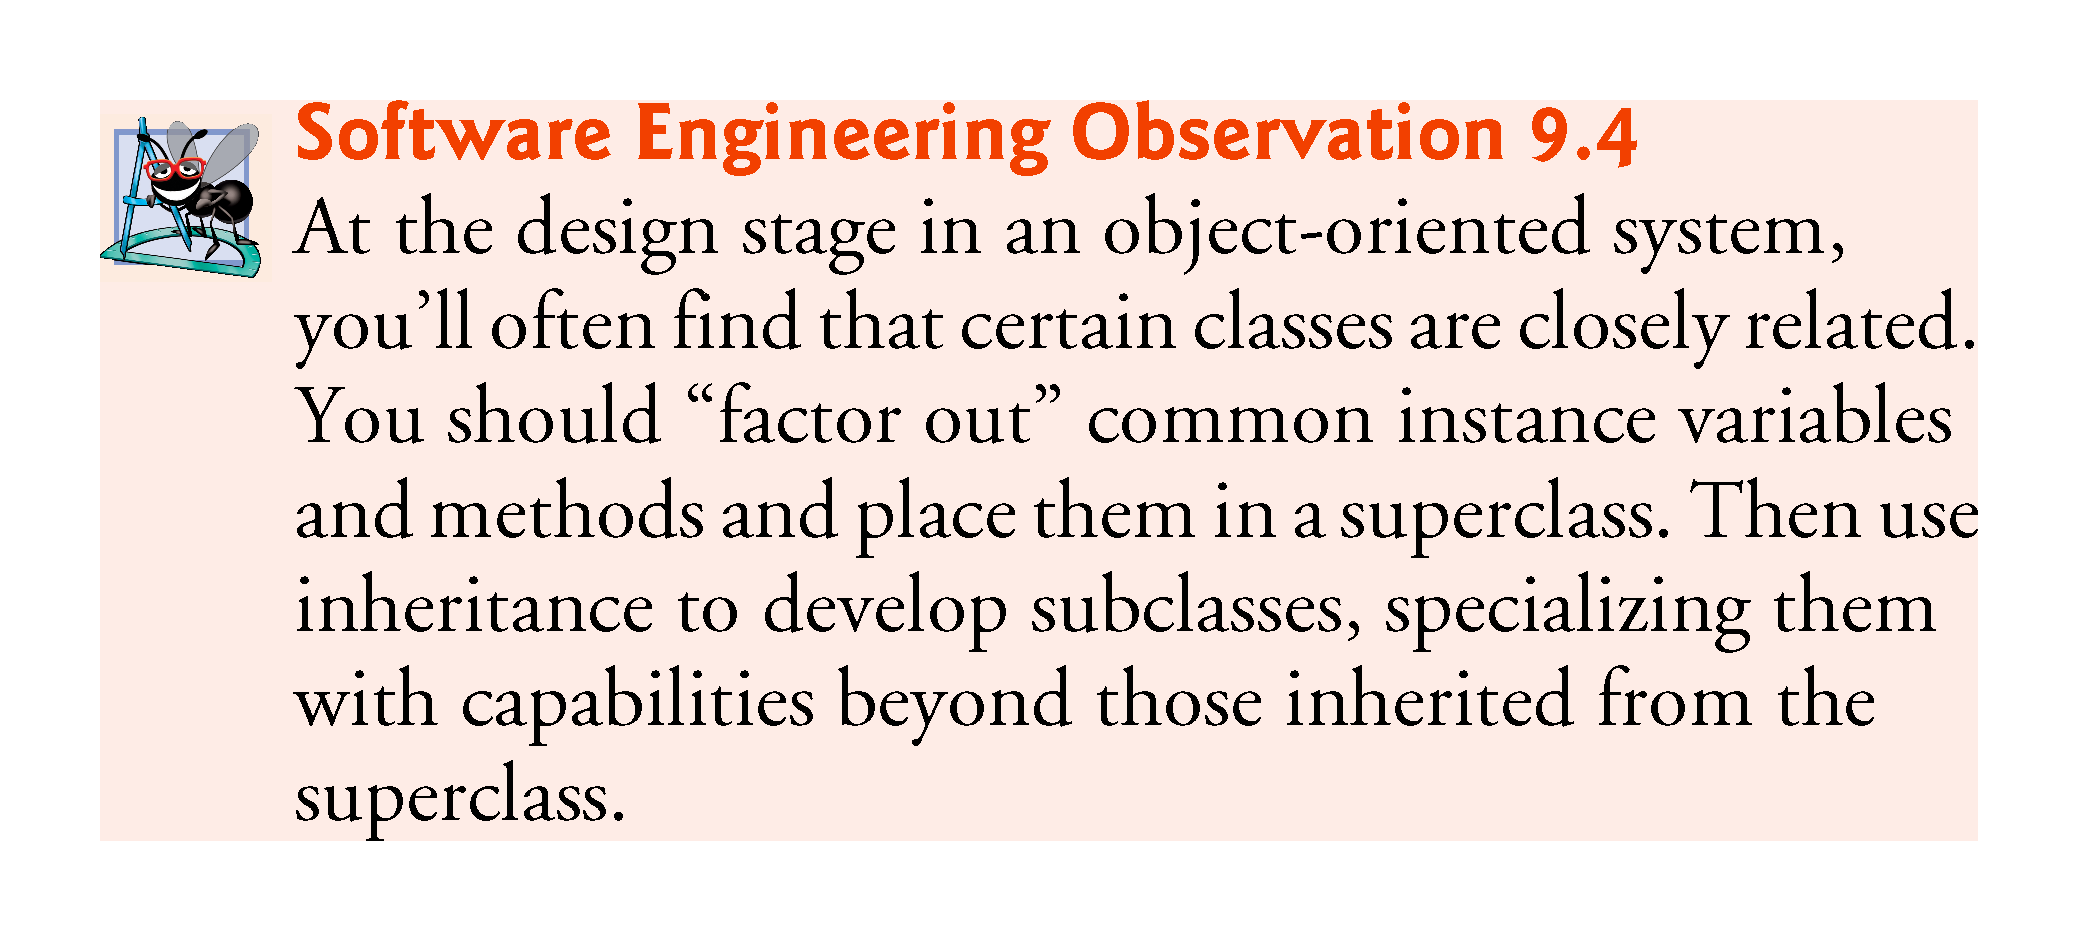 Software Engineering Observation 9.4
At the design stage in an object-oriented system,
you’ll often find that certain classes are closely related.
You should “factor out” common instance variables
and methods and place them in a superclass. Then use
inheritance to develop subclasses, specializing them
with capabilities beyond those inherited from the
superclass.